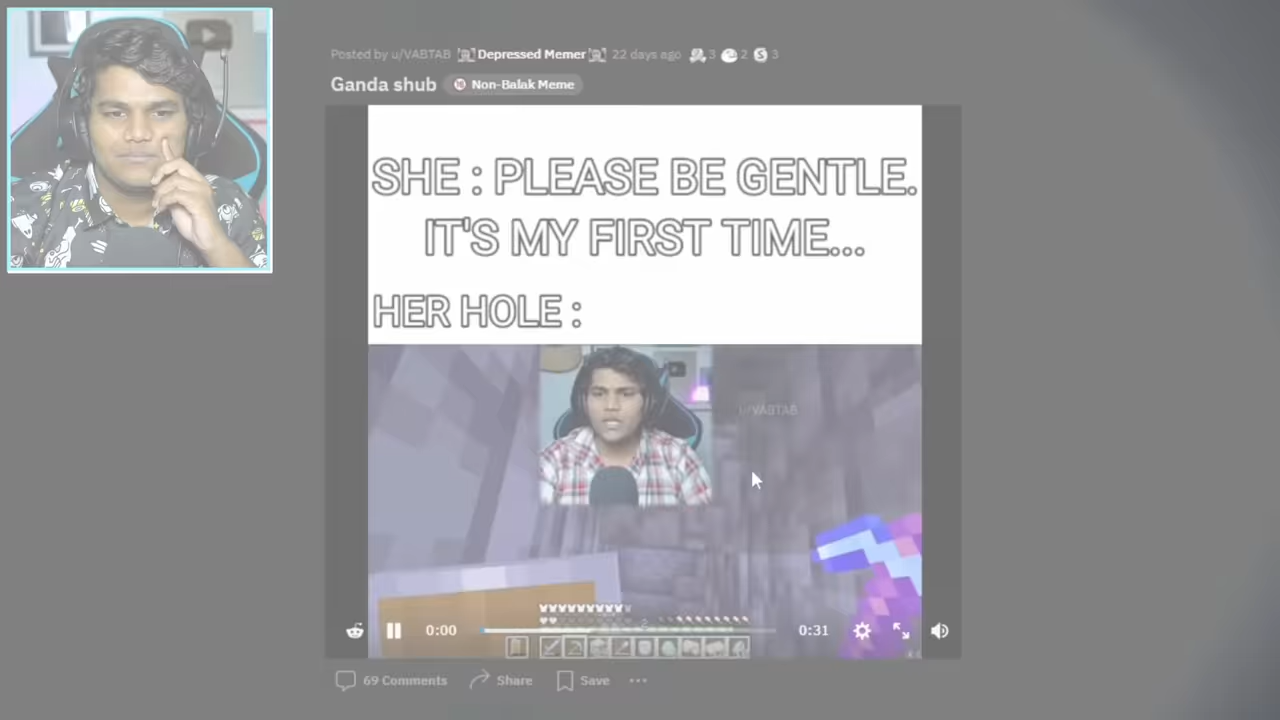 Posted by u/VABTAB Depressed Memer 22 days ago 3 2 3
Ganda shub Non-Balak Meme
SHE : PLEASE BE GENTLE.
IT'S MY FIRST TIME...
HER HOLE :
u/VABTAB
0:00 0:31
69 Comments Share Save